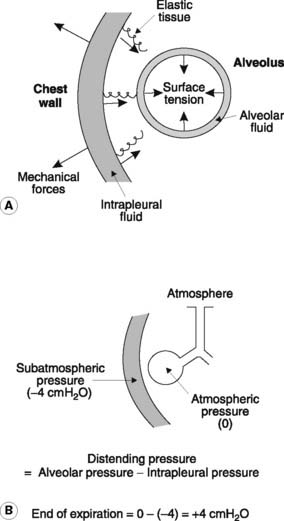 Elastic
tissue
Alveolus
Chest
wall
Surface
tension
Alveolar
fluid
Mechanical
forces
Intrapleural
fluid
A
Atmosphere
Subatmospheric
pressure
(−4 cmH₂O)
Atmospheric
pressure
(0)
Distending pressure
= Alveolar pressure − Intrapleural pressure
B End of expiration = 0 − (−4) = +4 cmH₂O